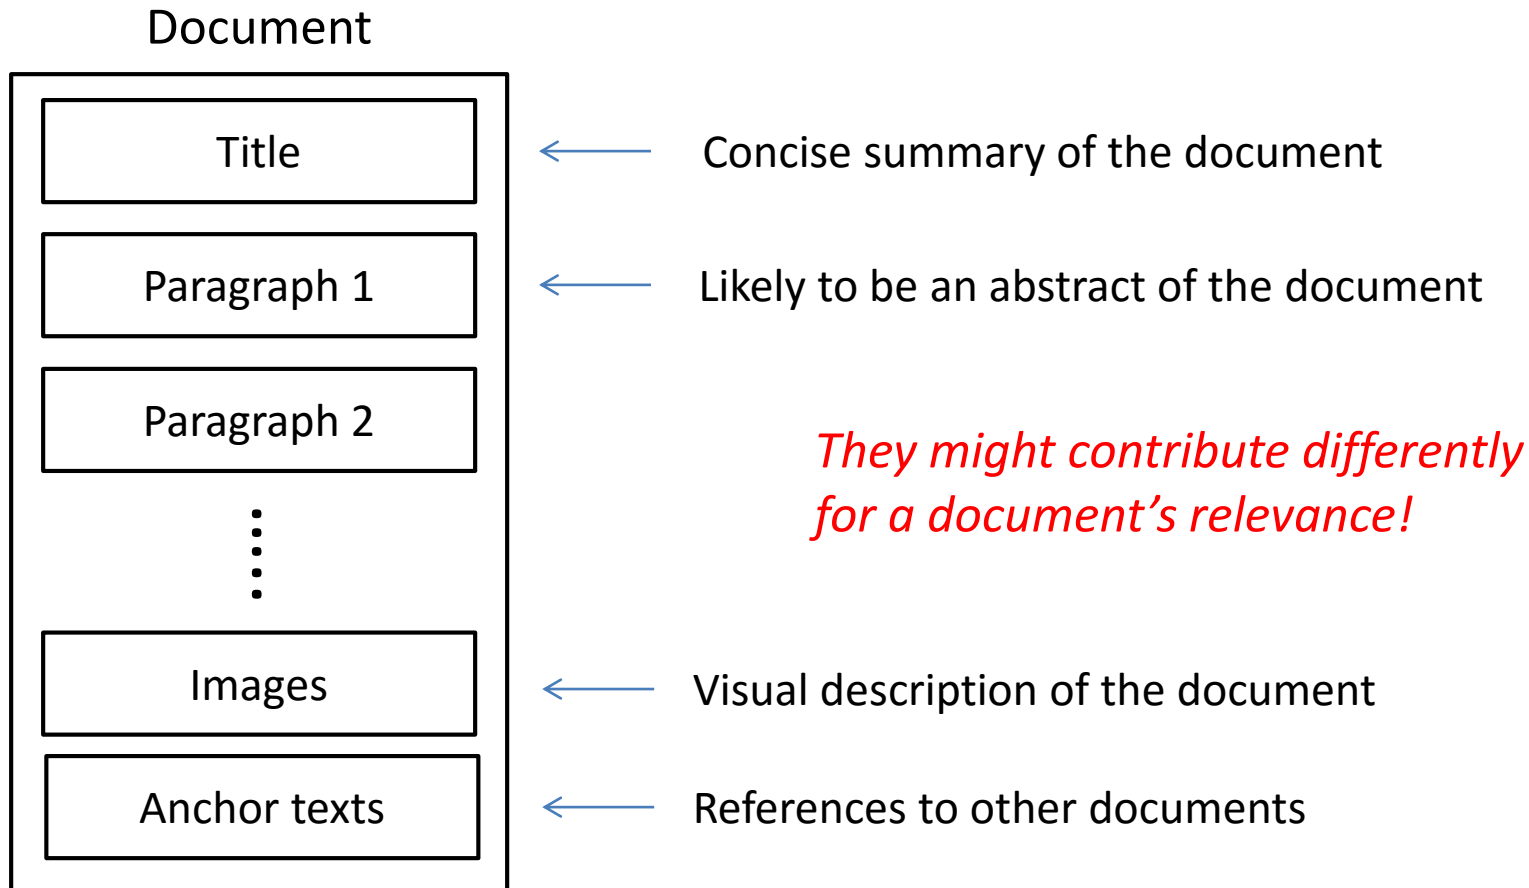 Document
Title
Concise summary of the document
Paragraph 1
Likely to be an abstract of the document
Paragraph 2
They might contribute differently
for a document’s relevance!
Images
Visual description of the document
Anchor texts
References to other documents